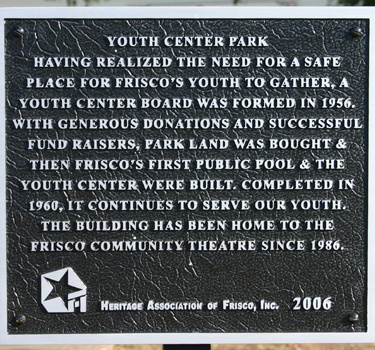 YOUTH CENTER PARK
HAVING REALIZED THE NEED FOR A SAFE
PLACE FOR FRISCO'S YOUTH TO GATHER, A
YOUTH CENTER BOARD WAS FORMED IN 1956.
WITH GENEROUS DONATIONS AND SUCCESSFUL
FUND RAISERS, PARK LAND WAS BOUGHT &
THEN FRISCO'S FIRST PUBLIC POOL & THE
YOUTH CENTER WERE BUILT. COMPLETED IN
1960, IT CONTINUES TO SERVE OUR YOUTH.
THE BUILDING HAS BEEN HOME TO THE
FRISCO COMMUNITY THEATRE SINCE 1986.
HERITAGE ASSOCIATION OF FRISCO, INC. 2006